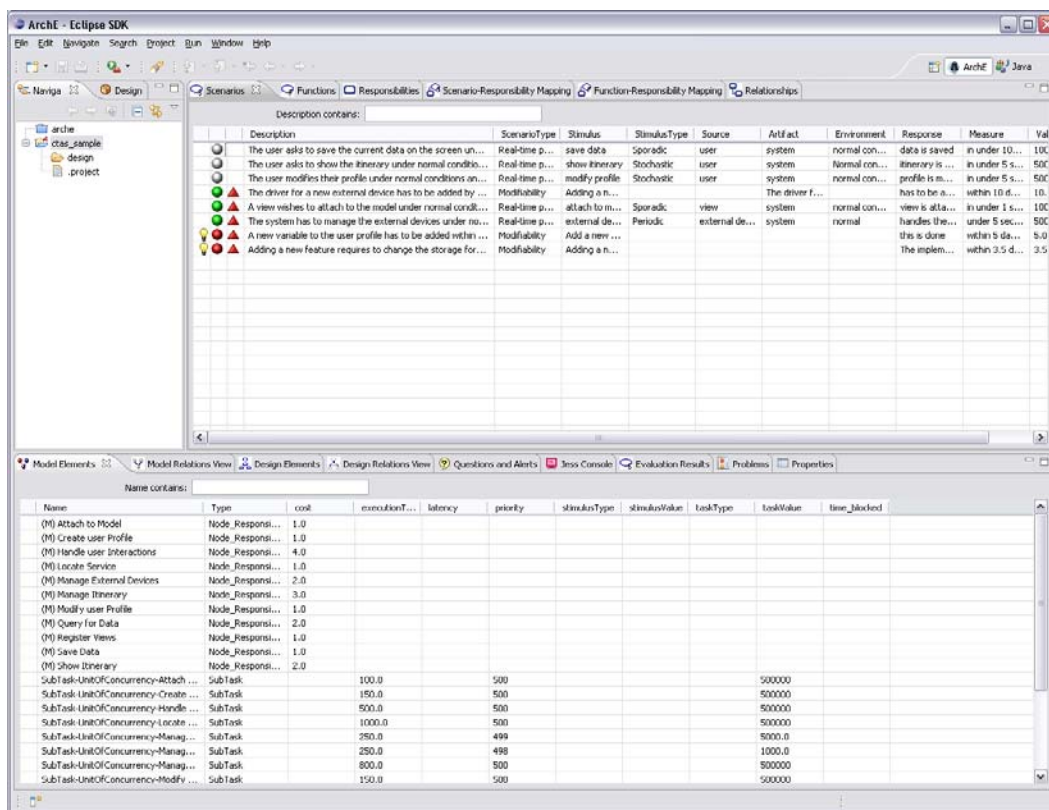 ArchE - Eclipse SDK
File Edit Navigate Search Project Run Window Help
ArchE Java
Naviga Design
Scenarios Functions Responsibilities Scenario-Responsibility Mapping Function-Responsibility Mapping Relationships
arche
ctas_sample
design
.project
Description contains:
Description ScenarioType Stimulus StimulusType Source Artifact Environment Response Measure Val
The user asks to save the current data on the screen un... Real-time p... save data Sporadic user system normal con... data is saved in under 10... 100
The user asks to show the itinerary under normal conditio... Real-time p... show itinerary Stochastic user system Normal con... itinerary is ... in under 5 s... 500
The user modifies their profile under normal conditions an... Real-time p... modify profile Stochastic user system normal con... profile is m... in under 5 s... 500
The driver for a new external device has to be added by ... Modifiability Adding a n... The driver f... has to be a... within 10 d... 10.
A view wishes to attach to the model under normal condit... Real-time p... attach to m... Sporadic view system normal con... view is atta... in under 1 s... 100
The system has to manage the external devices under no... Real-time p... external de... Periodic external de... system normal handles the... under 5 sec... 500
A new variable to the user profile has to be added within ... Modifiability Add a new ... this is done within 5 da... 5.0
Adding a new feature requires to change the storage for... Modifiability Adding a n... The implem... within 3.5 d... 3.5
Model Elements Model Relations View Design Elements Design Relations View Questions and Alerts Jess Console Evaluation Results Problems Properties
Name contains:
Name Type cost executionT... latency priority stimulusType stimulusValue taskType taskValue time_blocked
(M) Attach to Model Node_Responsi... 1.0
(M) Create user Profile Node_Responsi... 1.0
(M) Handle user Interactions Node_Responsi... 4.0
(M) Locate Service Node_Responsi... 1.0
(M) Manage External Devices Node_Responsi... 2.0
(M) Manage Itinerary Node_Responsi... 3.0
(M) Modify user Profile Node_Responsi... 1.0
(M) Query for Data Node_Responsi... 2.0
(M) Register Views Node_Responsi... 1.0
(M) Save Data Node_Responsi... 1.0
(M) Show Itinerary Node_Responsi... 2.0
SubTask-UnitOfConcurrency-Attach ... SubTask 100.0 500 500000
SubTask-UnitOfConcurrency-Create ... SubTask 150.0 500 500000
SubTask-UnitOfConcurrency-Handle ... SubTask 500.0 500 500000
SubTask-UnitOfConcurrency-Locate ... SubTask 1000.0 500 500000
SubTask-UnitOfConcurrency-Manag... SubTask 250.0 499 5000.0
SubTask-UnitOfConcurrency-Manag... SubTask 250.0 498 1000.0
SubTask-UnitOfConcurrency-Manag... SubTask 800.0 500 500000
SubTask-UnitOfConcurrency-Modify ... SubTask 150.0 500 500000